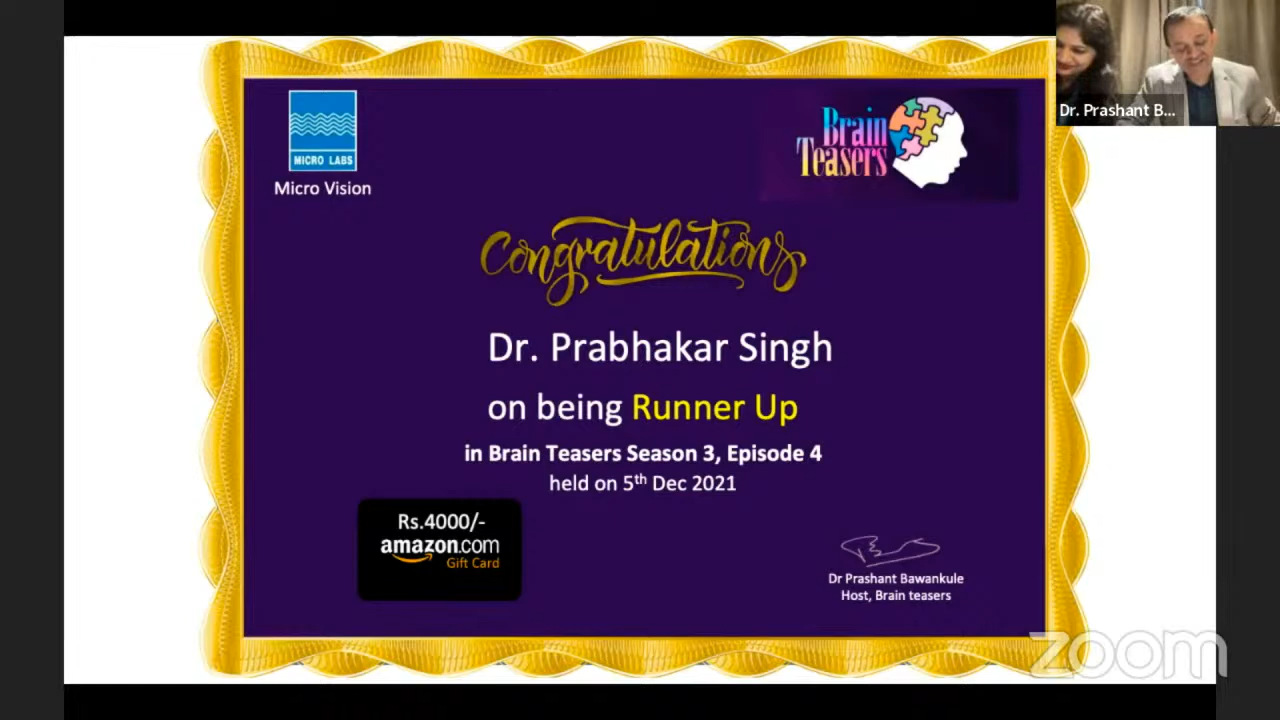 MICRO LABS
Micro Vision
Brain
Teasers
Dr. Prashant B...
Congratulations
Dr. Prabhakar Singh
on being Runner Up
in Brain Teasers Season 3, Episode 4
held on 5th Dec 2021
Rs.4000/-
amazon.com
Gift Card
Dr Prashant Bawankule
Host, Brain teasers
zoom